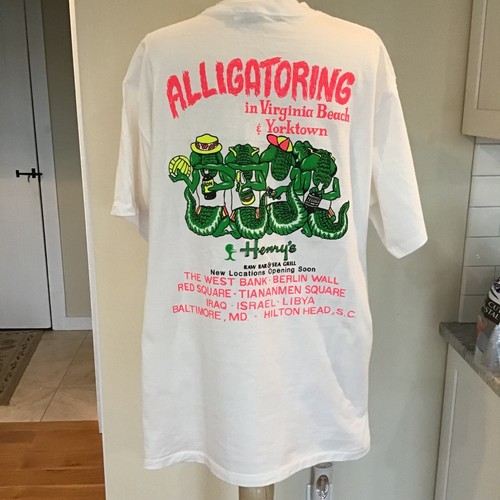 ALLIGATORING
in Virginia Beach
& Yorktown
Henry's
RAW BAR & SEA GRILL
New Locations Opening Soon
THE WEST BANK · BERLIN WALL
RED SQUARE · TIANANMEN SQUARE
IRAQ · ISRAEL · LIBYA
BALTIMORE, MD. · HILTON HEAD, S.C.